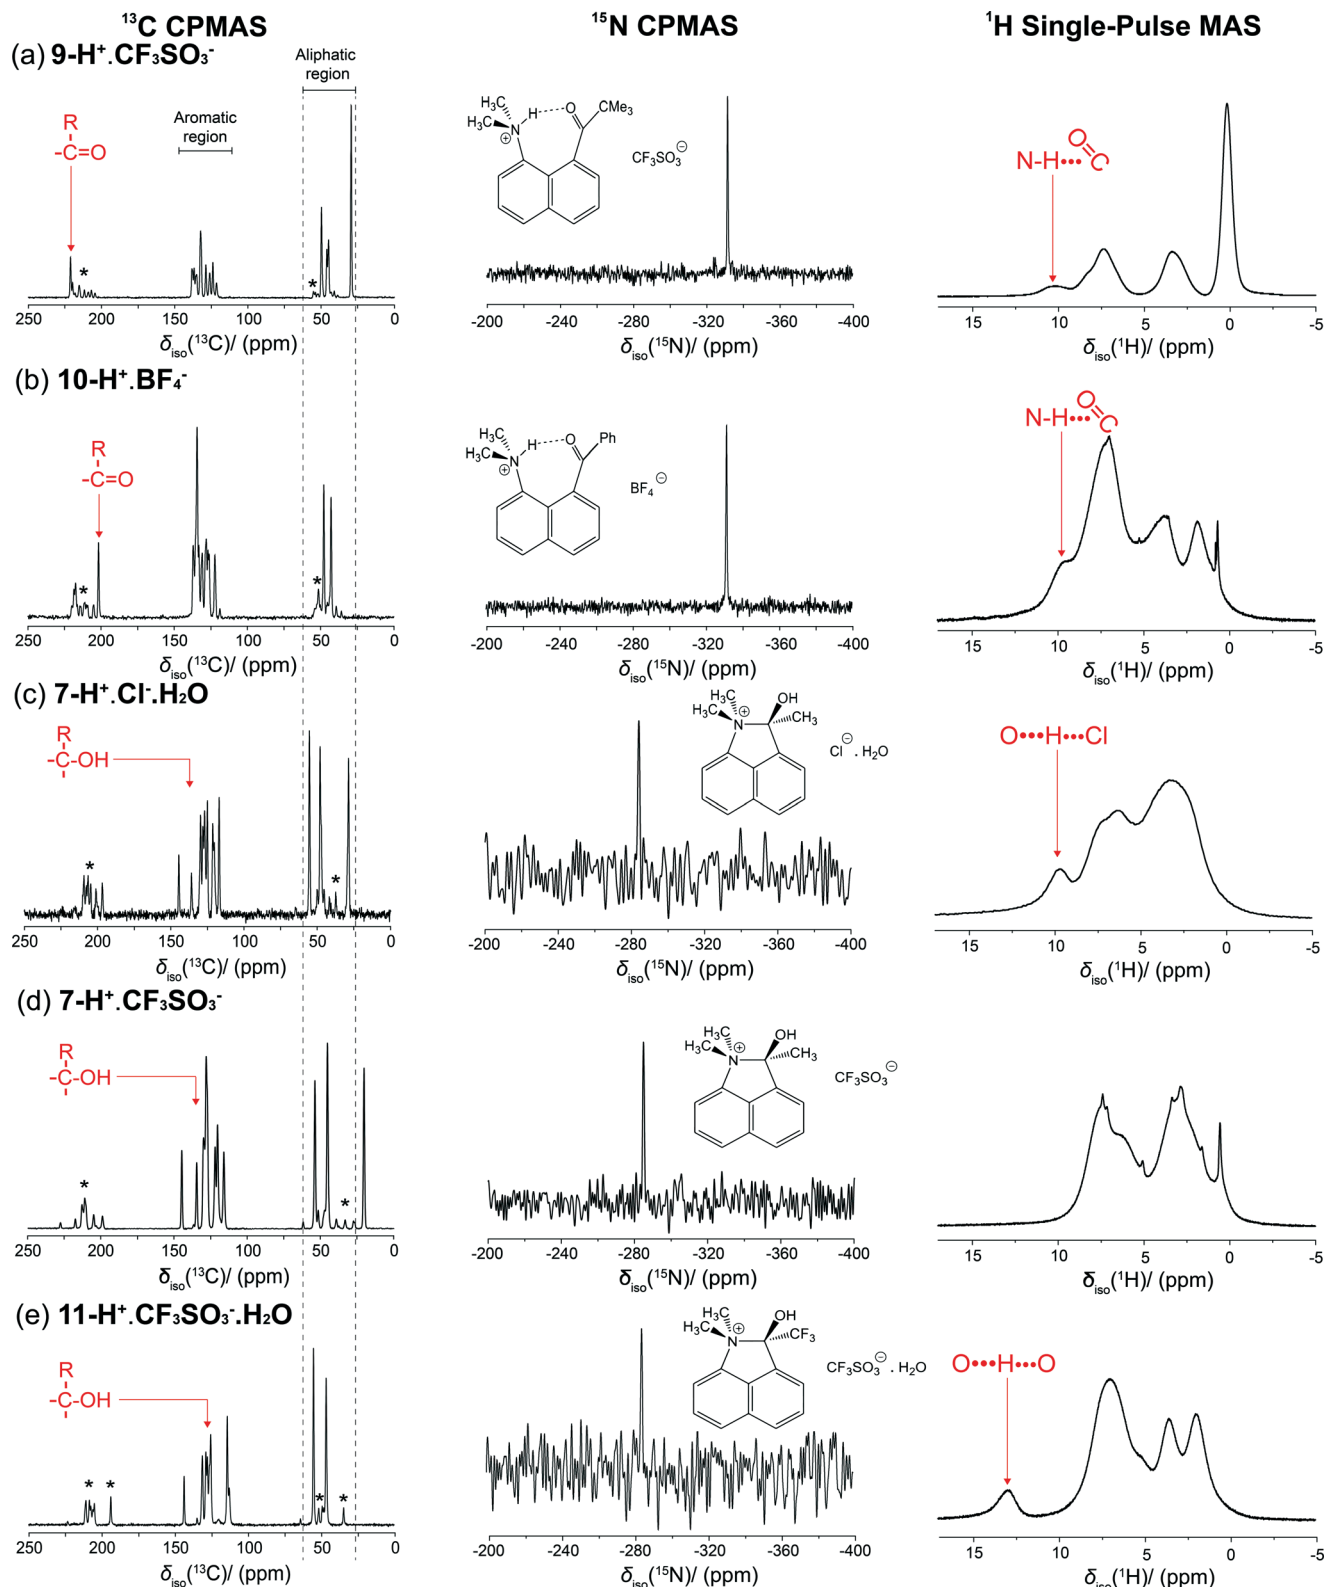 ¹³C CPMAS
¹⁵N CPMAS
¹H Single-Pulse MAS
(a) 9-H⁺.CF₃SO₃⁻
Aliphatic
region
Aromatic
region
R
-C=O
*
*
250 200 150 100 50 0
δiso(¹³C)/ (ppm)
H₃C
H₃C
H
N
⊕
O
CMe₃
CF₃SO₃⊖
-200 -240 -280 -320 -360 -400
δiso(¹⁵N)/ (ppm)
N-H•••O=C
15 10 5 0 -5
δiso(¹H)/ (ppm)
(b) 10-H⁺.BF₄⁻
R
-C=O
*
*
250 200 150 100 50 0
δiso(¹³C)/ (ppm)
H₃C
H₃C
H
N
⊕
O
Ph
BF₄⊖
-200 -240 -280 -320 -360 -400
δiso(¹⁵N)/ (ppm)
N-H•••O=C
15 10 5 0 -5
δiso(¹H)/ (ppm)
(c) 7-H⁺.Cl⁻.H₂O
R
-C-OH
*
*
250 200 150 100 50 0
δiso(¹³C)/ (ppm)
H₃C
H₃C
N
⊕
OH
CH₃
Cl⊖ . H₂O
-200 -240 -280 -320 -360 -400
δiso(¹⁵N)/ (ppm)
O•••H•••Cl
15 10 5 0 -5
δiso(¹H)/ (ppm)
(d) 7-H⁺.CF₃SO₃⁻
R
-C-OH
*
*
250 200 150 100 50 0
δiso(¹³C)/ (ppm)
H₃C
H₃C
N
⊕
OH
CH₃
CF₃SO₃⊖
-200 -240 -280 -320 -360 -400
δiso(¹⁵N)/ (ppm)
15 10 5 0 -5
δiso(¹H)/ (ppm)
(e) 11-H⁺.CF₃SO₃⁻.H₂O
R
-C-OH
*
*
*
*
250 200 150 100 50 0
δiso(¹³C)/ (ppm)
H₃C
H₃C
N
⊕
OH
CF₃
CF₃SO₃⊖ . H₂O
-200 -240 -280 -320 -360 -400
δiso(¹⁵N)/ (ppm)
O•••H•••O
15 10 5 0 -5
δiso(¹H)/ (ppm)